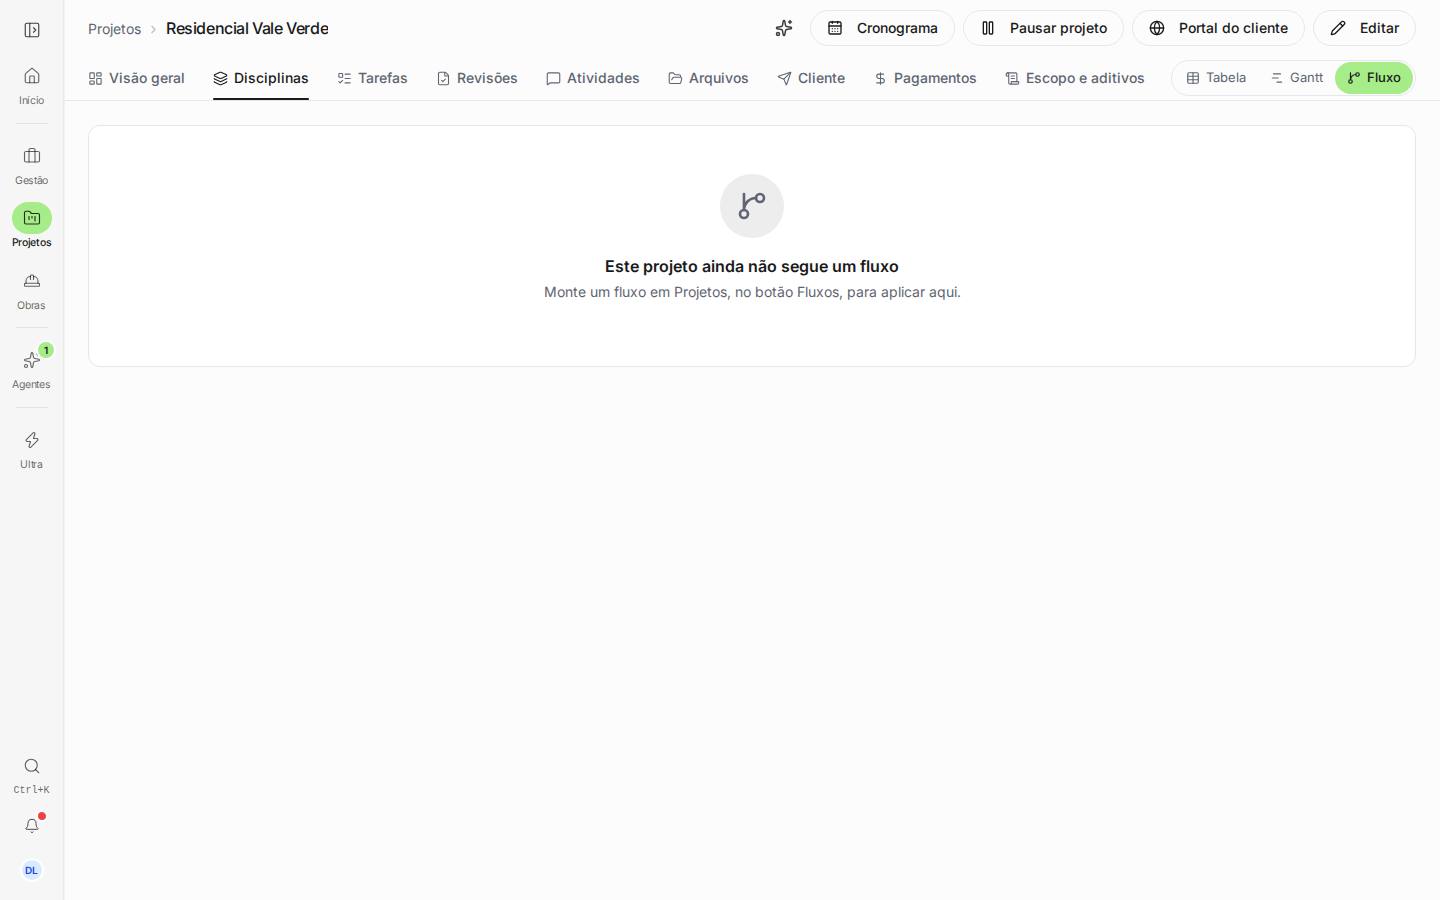 Projetos › Residencial Vale Verde
Cronograma
Pausar projeto
Portal do cliente
Editar
Visão geral
Disciplinas
Tarefas
Revisões
Atividades
Arquivos
Cliente
Pagamentos
Escopo e aditivos
Tabela
Gantt
Fluxo
Início
Gestão
Projetos
Obras
1
Agentes
Ultra
Este projeto ainda não segue um fluxo
Monte um fluxo em Projetos, no botão Fluxos, para aplicar aqui.
Ctrl+K
DL